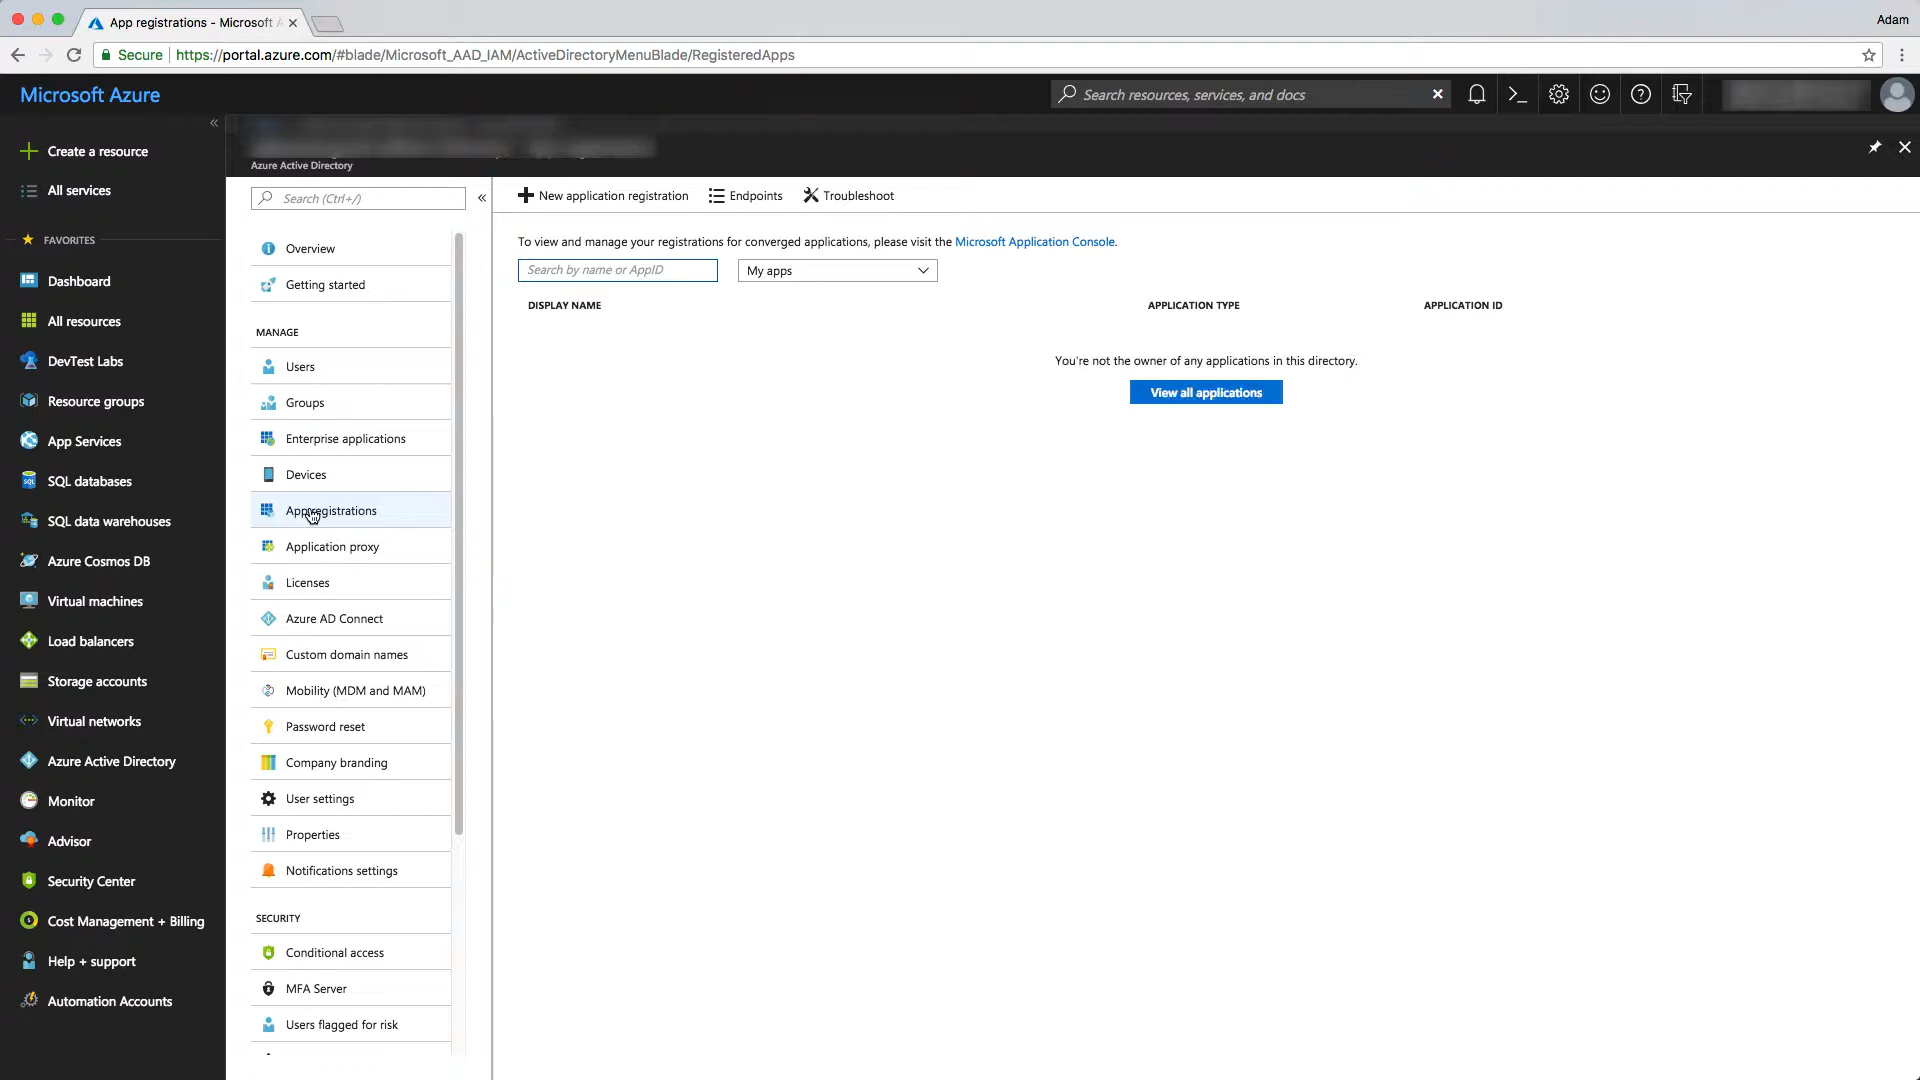 App registrations - Microsoft A
Adam
Secure
https://portal.azure.com/#blade/Microsoft_AAD_IAM/ActiveDirectoryMenuBlade/RegisteredApps
Microsoft Azure
Search resources, services, and docs
Create a resource
All services
FAVORITES
Dashboard
All resources
DevTest Labs
Resource groups
App Services
SQL databases
SQL data warehouses
Azure Cosmos DB
Virtual machines
Load balancers
Storage accounts
Virtual networks
Azure Active Directory
Monitor
Advisor
Security Center
Cost Management + Billing
Help + support
Automation Accounts
Azure Active Directory
Search (Ctrl+/)
Overview
Getting started
MANAGE
Users
Groups
Enterprise applications
Devices
App registrations
Application proxy
Licenses
Azure AD Connect
Custom domain names
Mobility (MDM and MAM)
Password reset
Company branding
User settings
Properties
Notifications settings
SECURITY
Conditional access
MFA Server
Users flagged for risk
New application registration
Endpoints
Troubleshoot
To view and manage your registrations for converged applications, please visit the Microsoft Application Console.
Search by name or AppID
My apps
DISPLAY NAME
APPLICATION TYPE
APPLICATION ID
You're not the owner of any applications in this directory.
View all applications